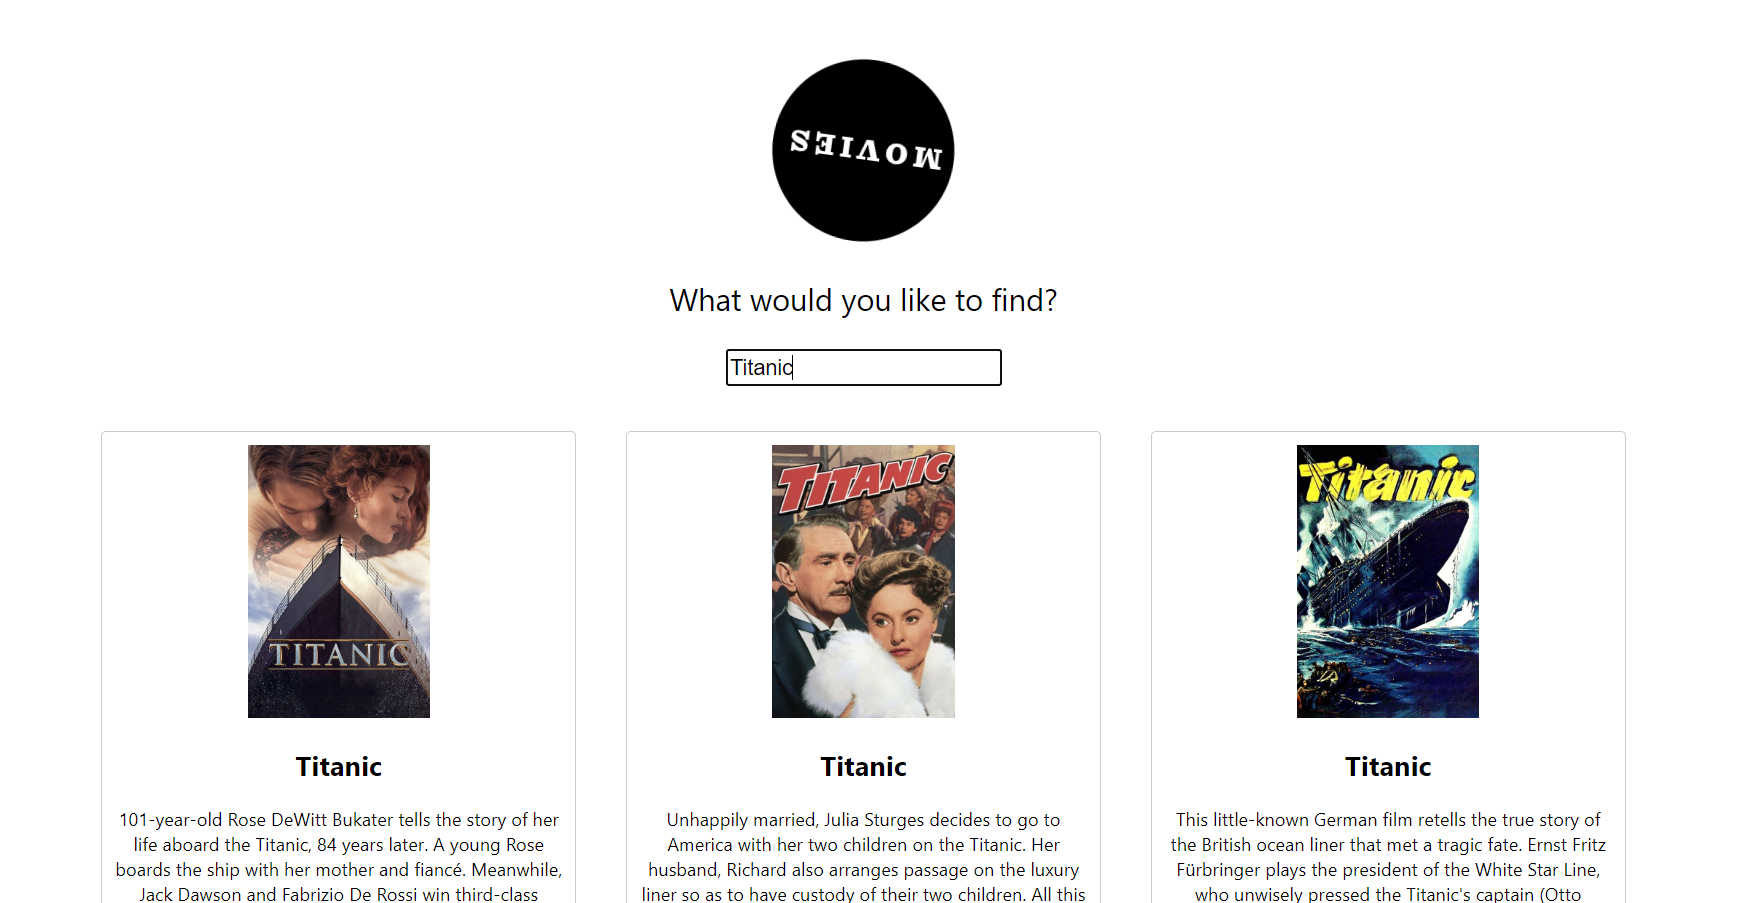 MOVIES
What would you like to find?
Titanic
TITANIC
TITANIC
Titanic
Titanic
Titanic
Titanic
101-year-old Rose DeWitt Bukater tells the story of her
life aboard the Titanic, 84 years later. A young Rose
boards the ship with her mother and fiancé. Meanwhile,
Jack Dawson and Fabrizio De Rossi win third-class
Unhappily married, Julia Sturges decides to go to
America with her two children on the Titanic. Her
husband, Richard also arranges passage on the luxury
liner so as to have custody of their two children. All this
This little-known German film retells the true story of
the British ocean liner that met a tragic fate. Ernst Fritz
Fürbringer plays the president of the White Star Line,
who unwisely pressed the Titanic's captain (Otto